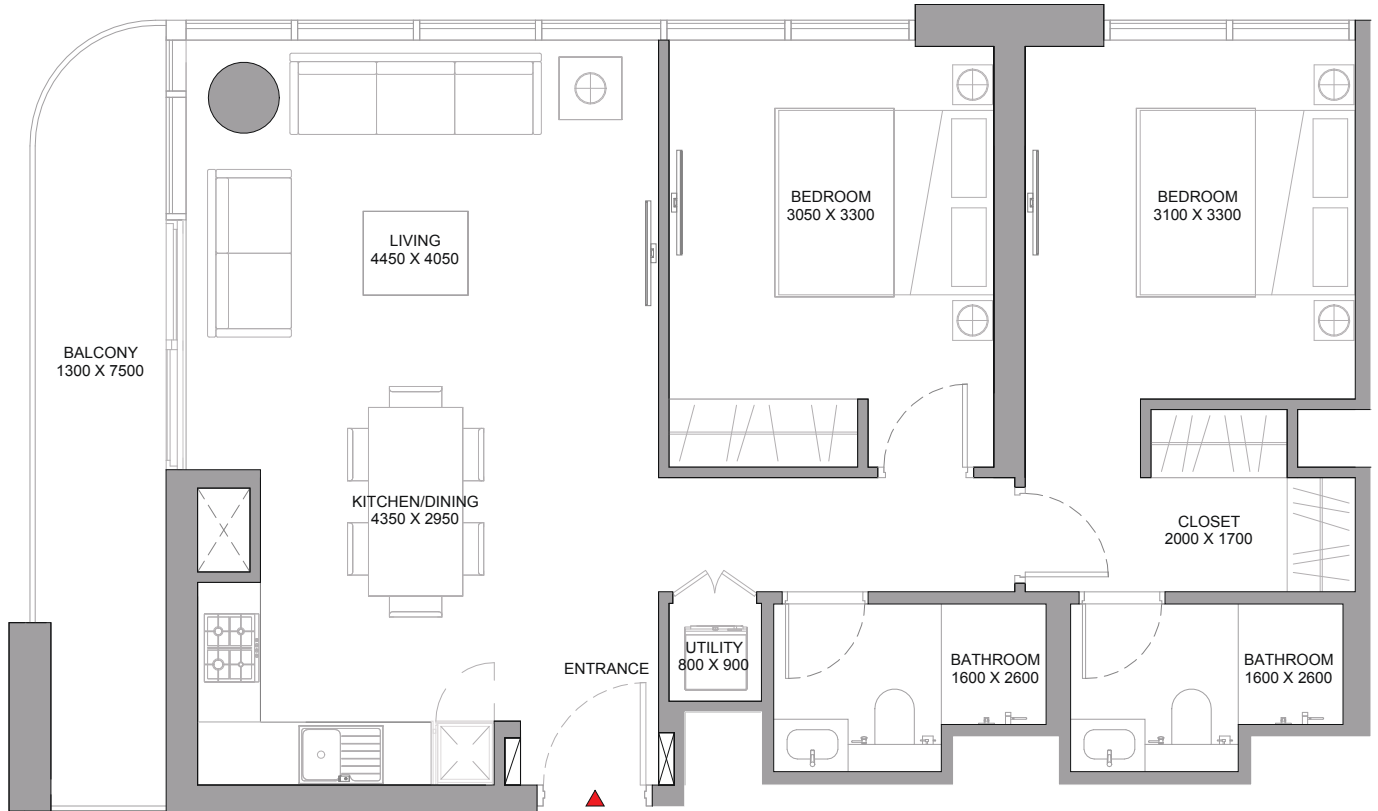 BEDROOM
3050 X 3300
BEDROOM
3100 X 3300
LIVING
4450 X 4050
BALCONY
1300 X 7500
KITCHEN/DINING
4350 X 2950
CLOSET
2000 X 1700
ENTRANCE
UTILITY
800 X 900
BATHROOM
1600 X 2600
BATHROOM
1600 X 2600